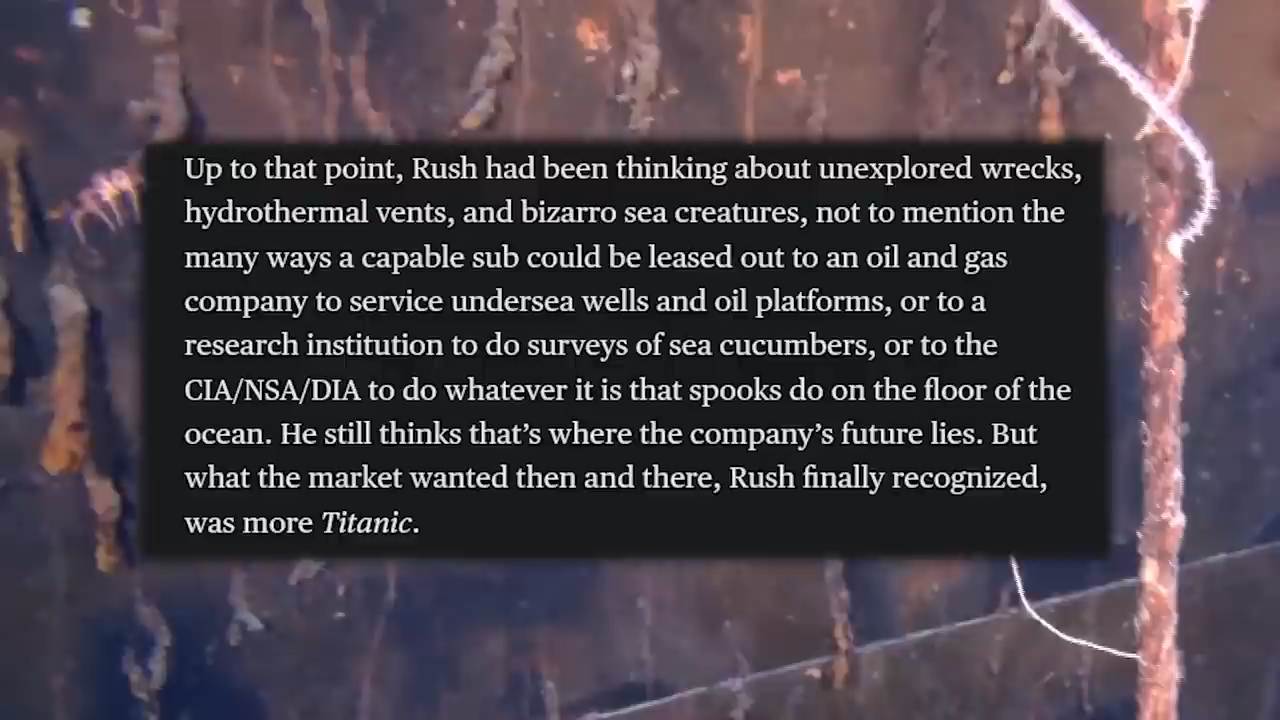 Up to that point, Rush had been thinking about unexplored wrecks,
hydrothermal vents, and bizarro sea creatures, not to mention the
many ways a capable sub could be leased out to an oil and gas
company to service undersea wells and oil platforms, or to a
research institution to do surveys of sea cucumbers, or to the
CIA/NSA/DIA to do whatever it is that spooks do on the floor of the
ocean. He still thinks that’s where the company’s future lies. But
what the market wanted then and there, Rush finally recognized,
was more Titanic.